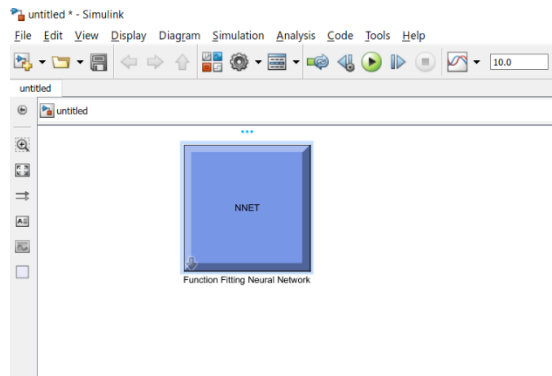 untitled * - Simulink
File Edit View Display Diagram Simulation Analysis Code Tools Help
10.0
untitled
untitled
NNET
Function Fitting Neural Network